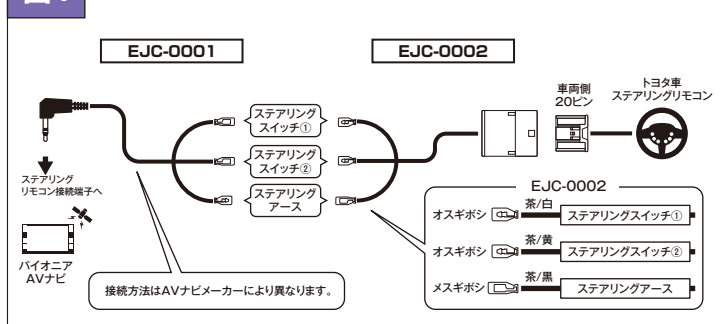 EJC-0001
EJC-0002
ステアリング
スイッチ①
ステアリング
スイッチ②
ステアリング
アース
車両側
20ピン
トヨタ車
ステアリングリモコン
ステアリング
リモコン接続端子へ
パイオニア
AVナビ
接続方法はAVナビメーカーにより異なります。
EJC-0002
オスギボシ 茶/白 ステアリングスイッチ①
オスギボシ 茶/黄 ステアリングスイッチ②
メスギボシ 茶/黒 ステアリングアース